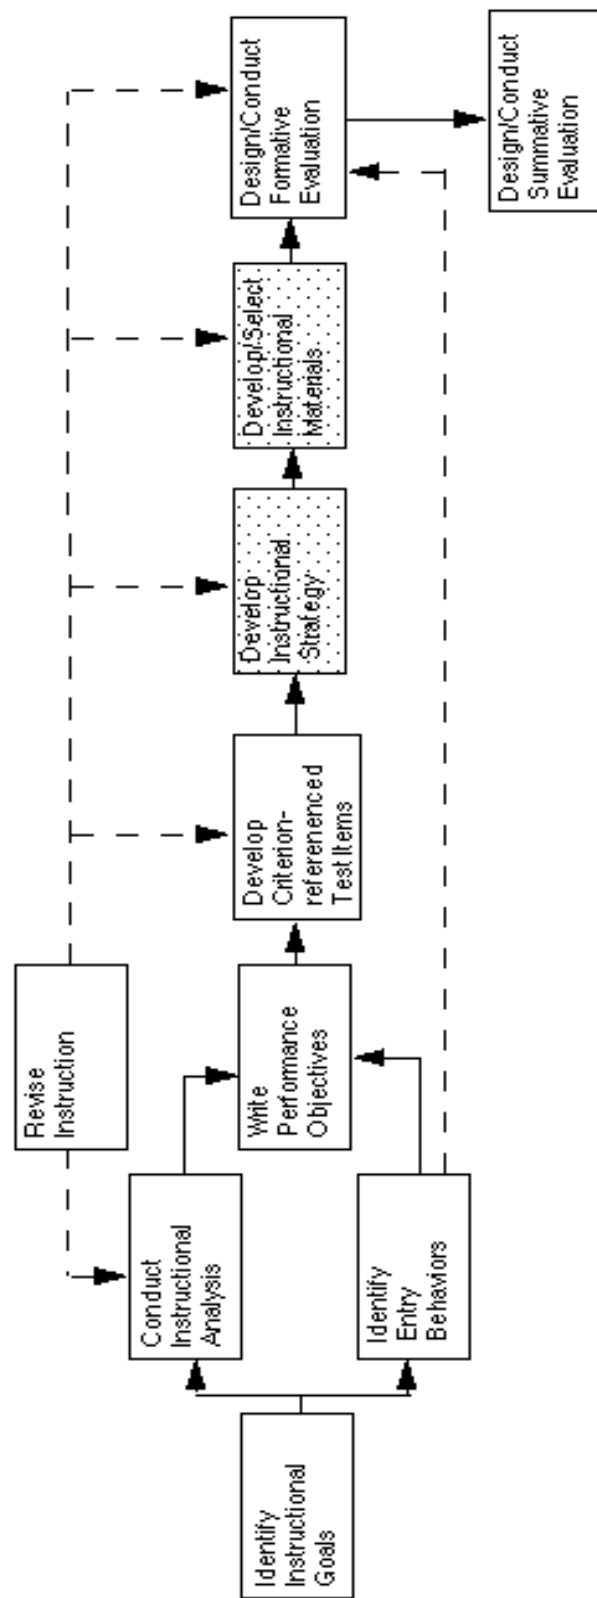 Revise
Instruction
Identify
Instructional
Goals
Conduct
Instructional
Analysis
Identify
Entry
Behaviors
Write
Performance
Objectives
Develop
Criterion-
referenenced
Test Items
Develop
Instructional
Strategy
Develop/Select
Instructional
Materials
Design/Conduct
Formative
Evaluation
Design/Conduct
Summative
Evaluation